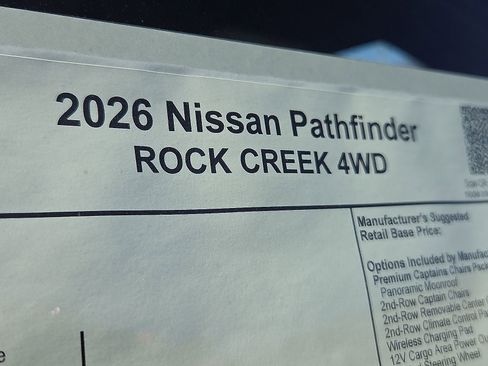 2026 Nissan Pathfinder
ROCK CREEK 4WD
Manufacturer's Suggested
Retail Base Price:
Options Included by
Premium Captains Chairs
Panoramic Moonroof
2nd-Row Captain Chairs
2nd-Row Removable Center
2nd-Row Climate Control
Wireless Charging Pad
12V Cargo Area Power
Steering Wheel